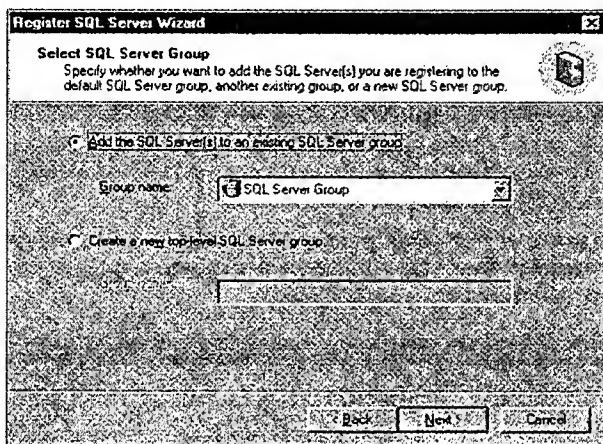 Register SQL Server Wizard
Select SQL Server Group
Specify whether you want to add the SQL Server(s) you are registering to the
default SQL Server group, another existing group, or a new SQL Server group.
Add the SQL Server(s) to an existing SQL Server group
Group name:
SQL Server Group
Create a new top-level SQL Server group
< Back
Next >
Cancel